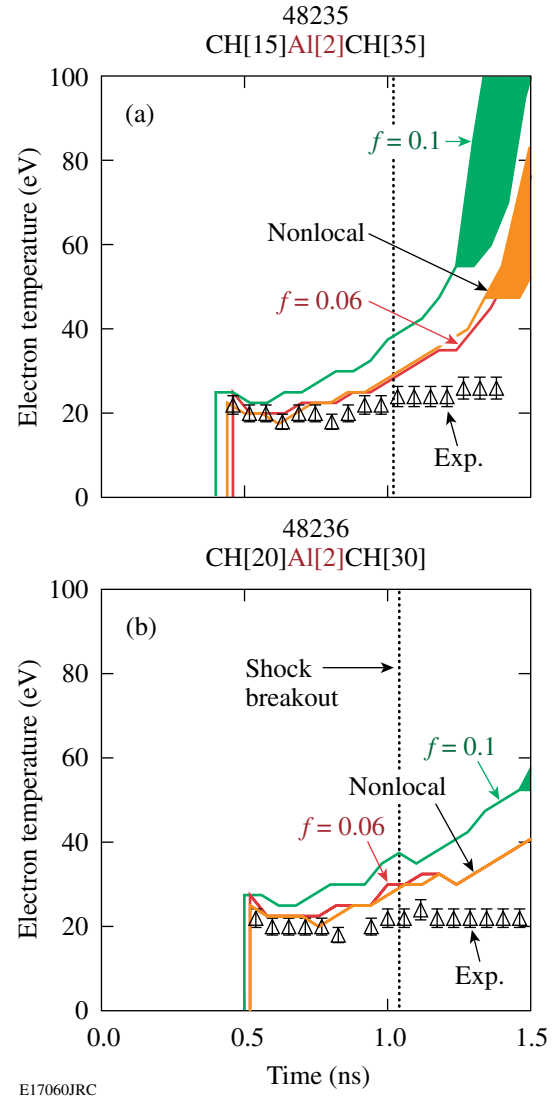 48235
CH[15]Al[2]CH[35]
100
(a)
f = 0.1
80
Nonlocal
60
f = 0.06
40
20
Exp.
0
Electron temperature (eV)
48236
CH[20]Al[2]CH[30]
100
(b)
80
Shock
breakout
f = 0.1
60
Nonlocal
f = 0.06
40
20
Exp.
0
Electron temperature (eV)
0.0 0.5 1.0 1.5
Time (ns)
E17060JRC